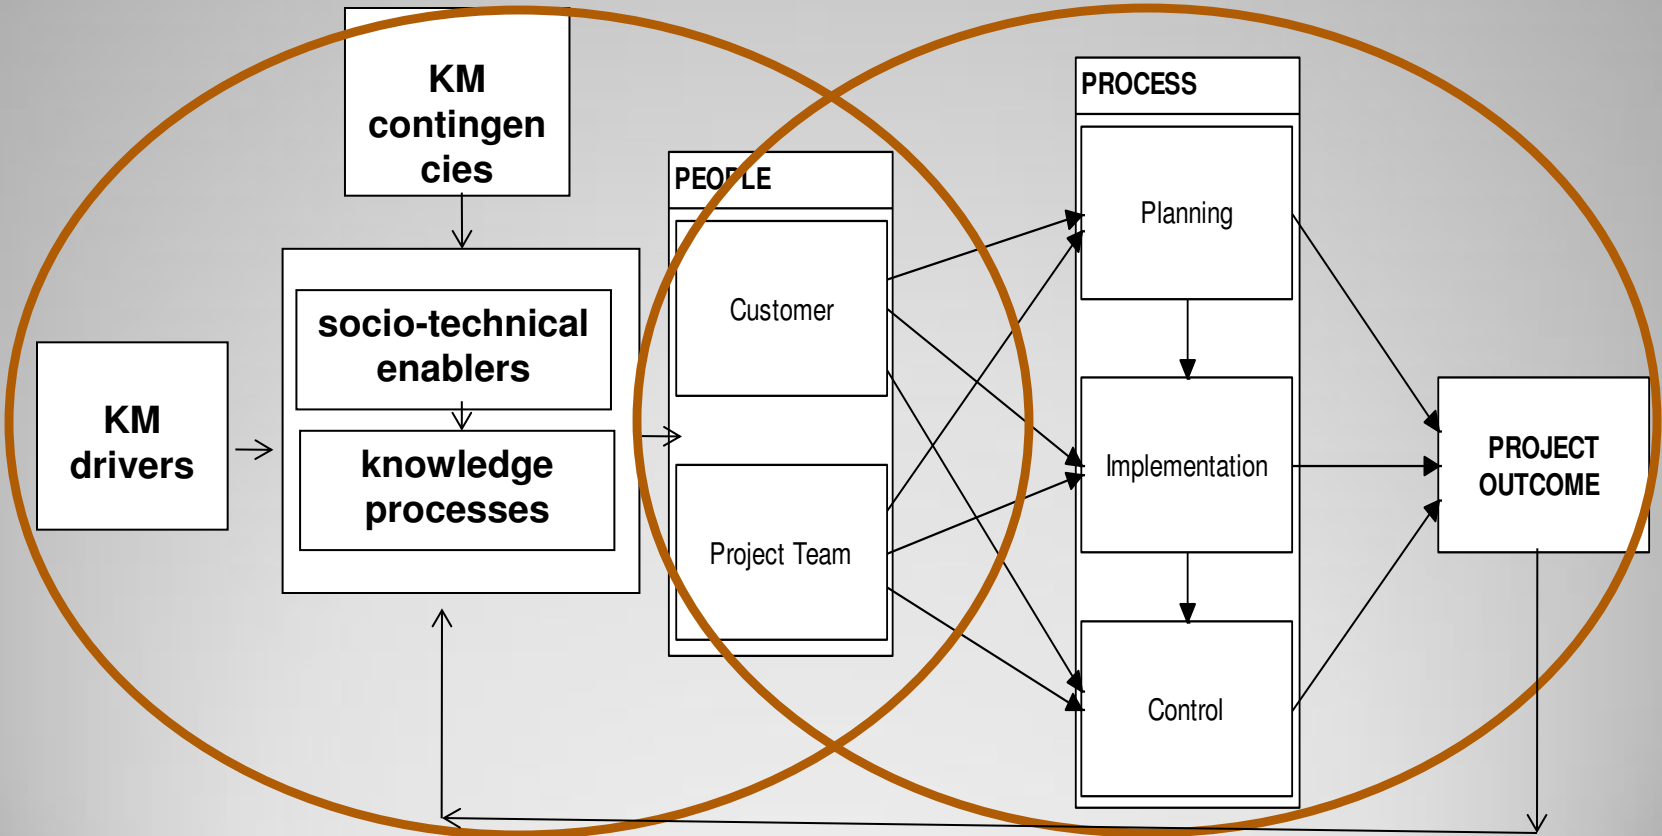 KM
contingen
cies
KM
drivers
socio-technical
enablers
knowledge
processes
PEOPLE
Customer
Project Team
PROCESS
Planning
Implementation
Control
PROJECT
OUTCOME